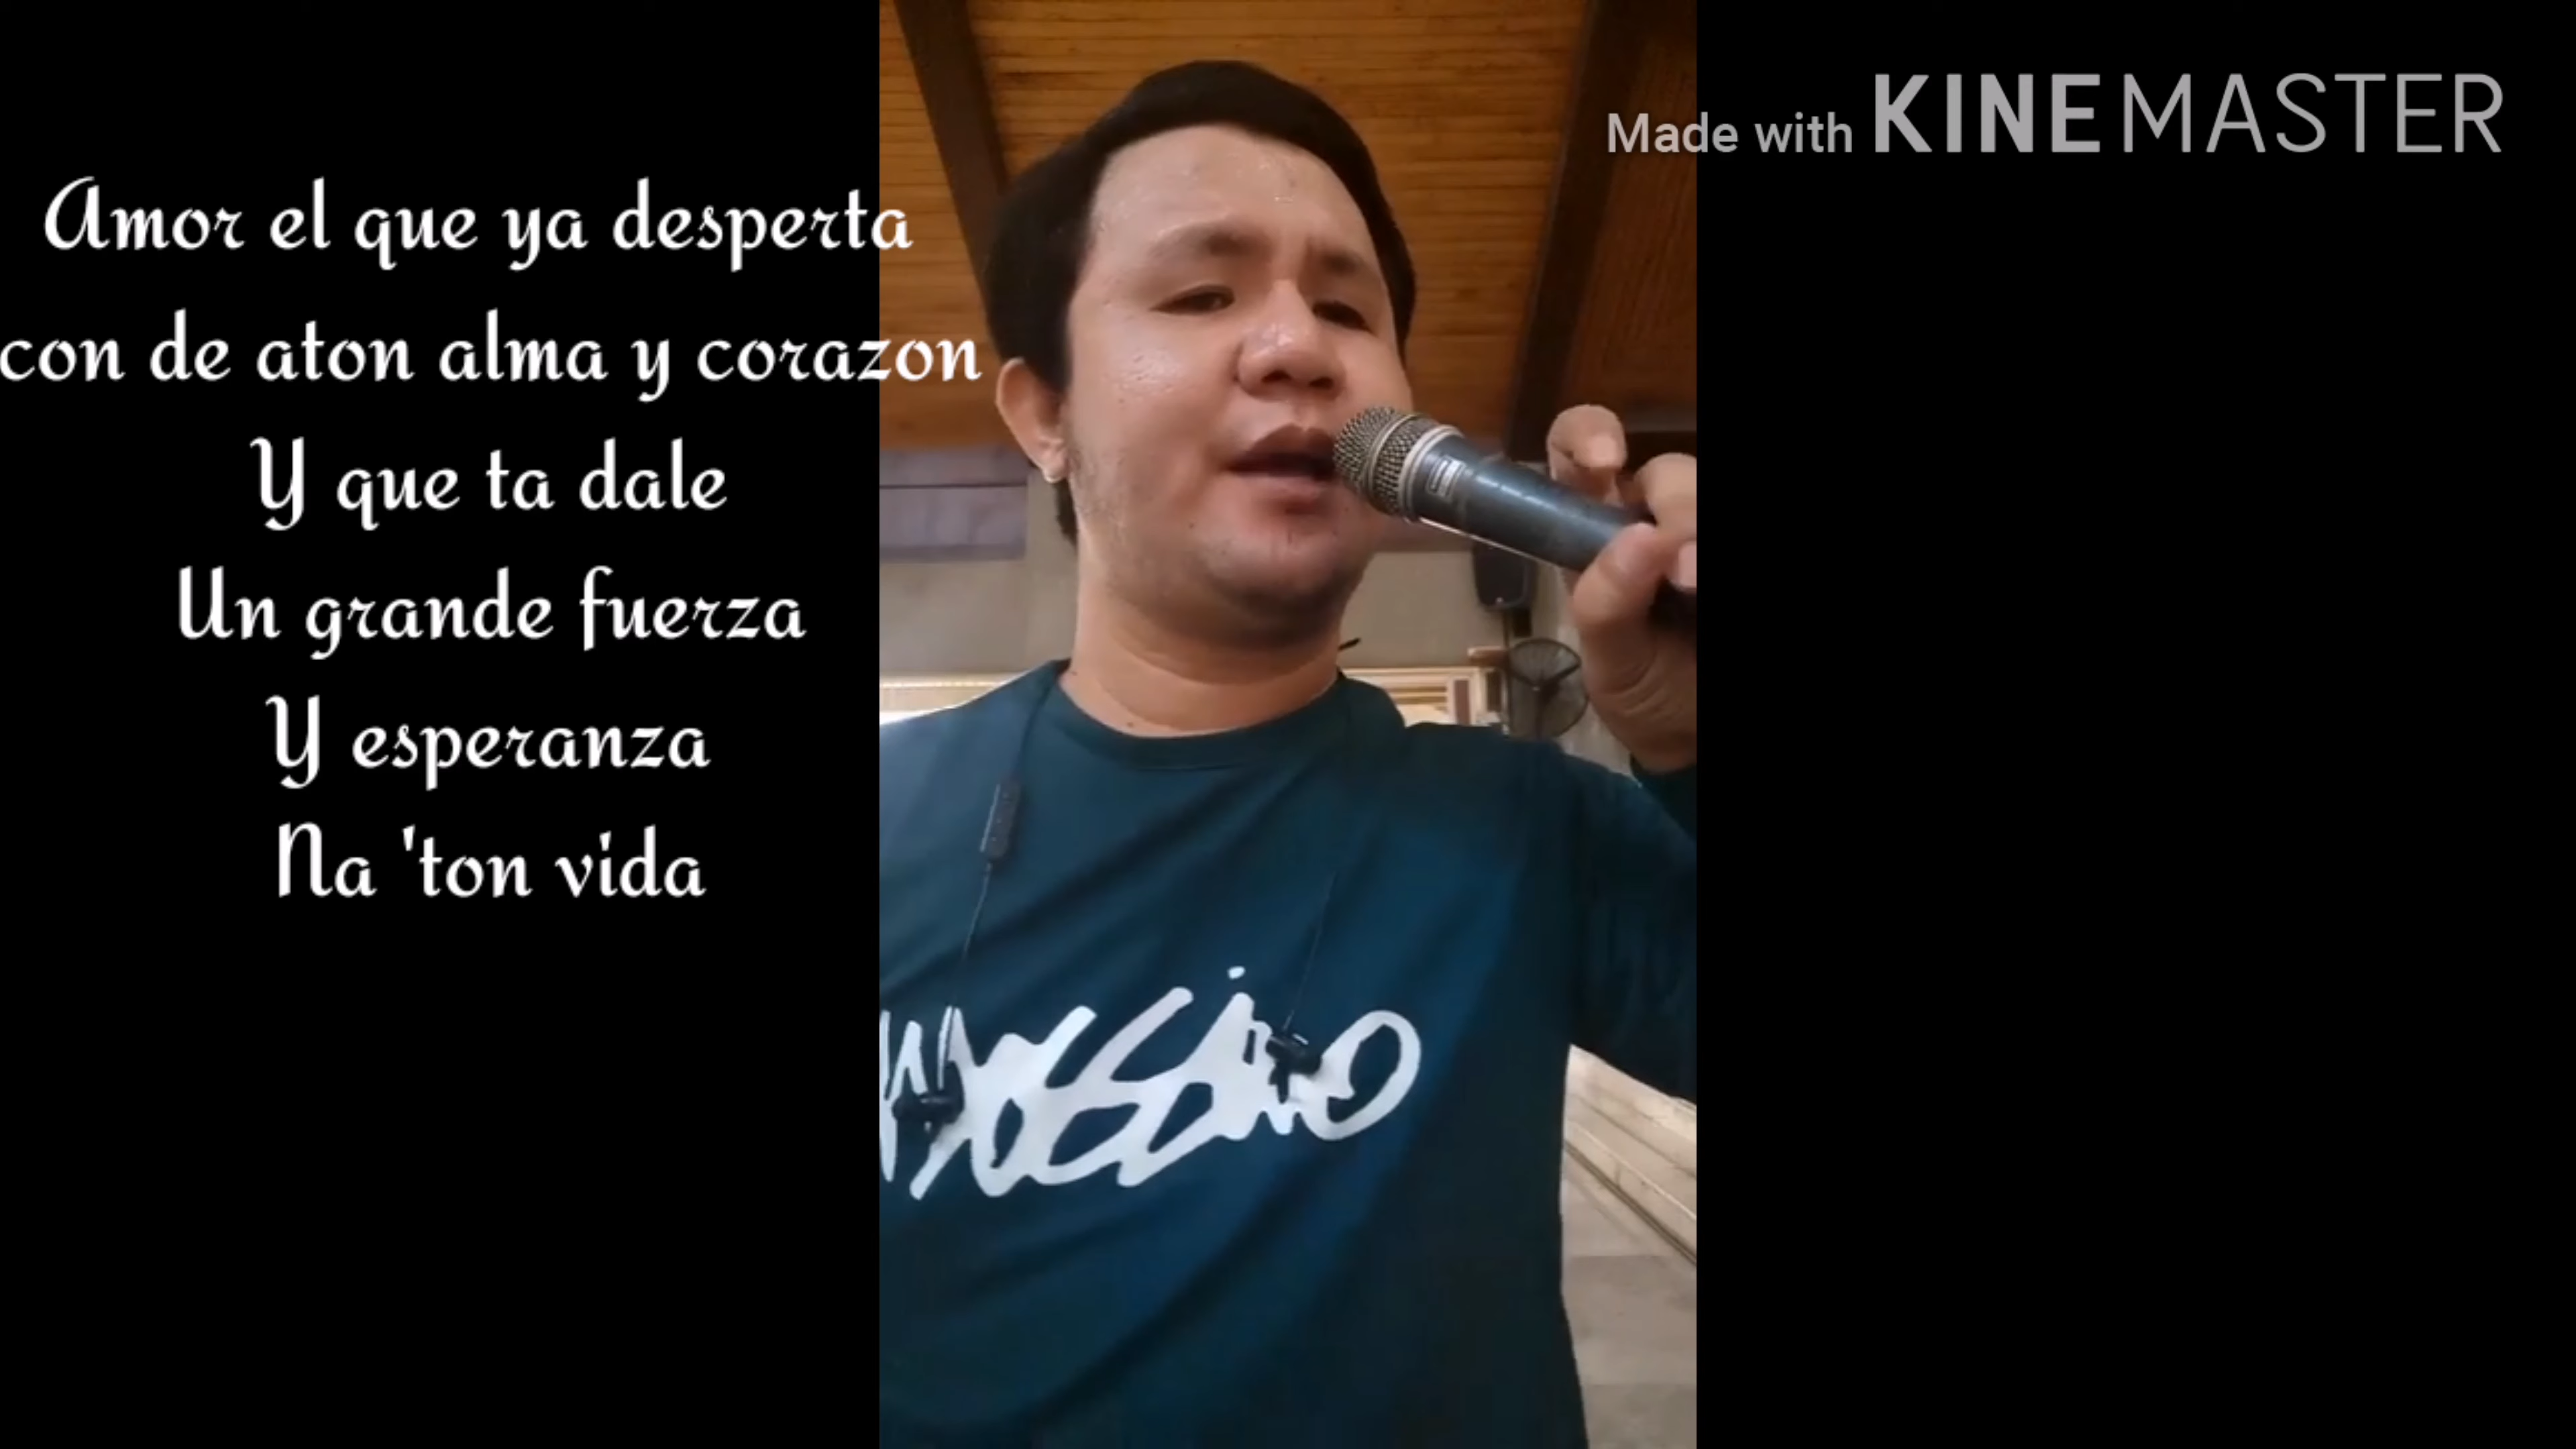 Amor el que ya desperta
con de aton alma y corazon
Y que ta dale
Un grande fuerza
Y esperanza
Na 'ton vida
Made with KINEMASTER
MOSSIMO